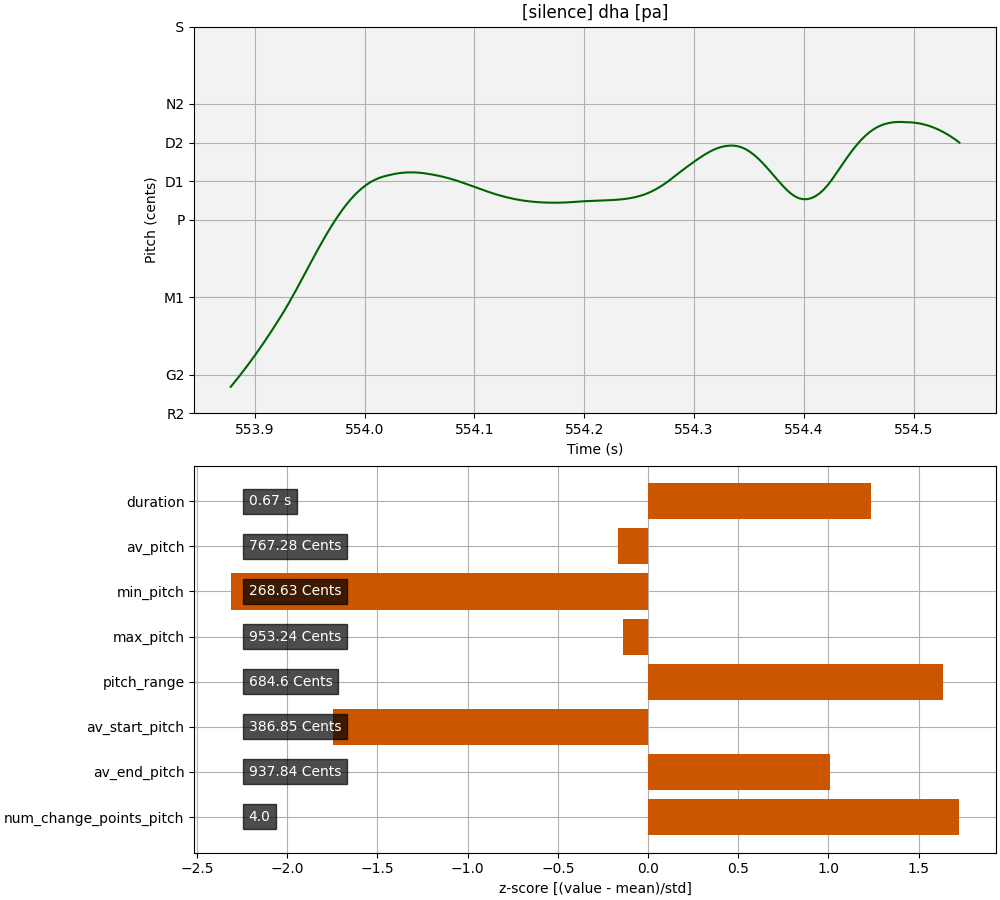 [silence] dha [pa]
S
N2
D2
D1
P
M1
G2
R2
Pitch (cents)
553.9 554.0 554.1 554.2 554.3 554.4 554.5
Time (s)
duration 0.67 s
av_pitch 767.28 Cents
min_pitch 268.63 Cents
max_pitch 953.24 Cents
pitch_range 684.6 Cents
av_start_pitch 386.85 Cents
av_end_pitch 937.84 Cents
num_change_points_pitch 4.0
−2.5 −2.0 −1.5 −1.0 −0.5 0.0 0.5 1.0 1.5
z-score [(value - mean)/std]